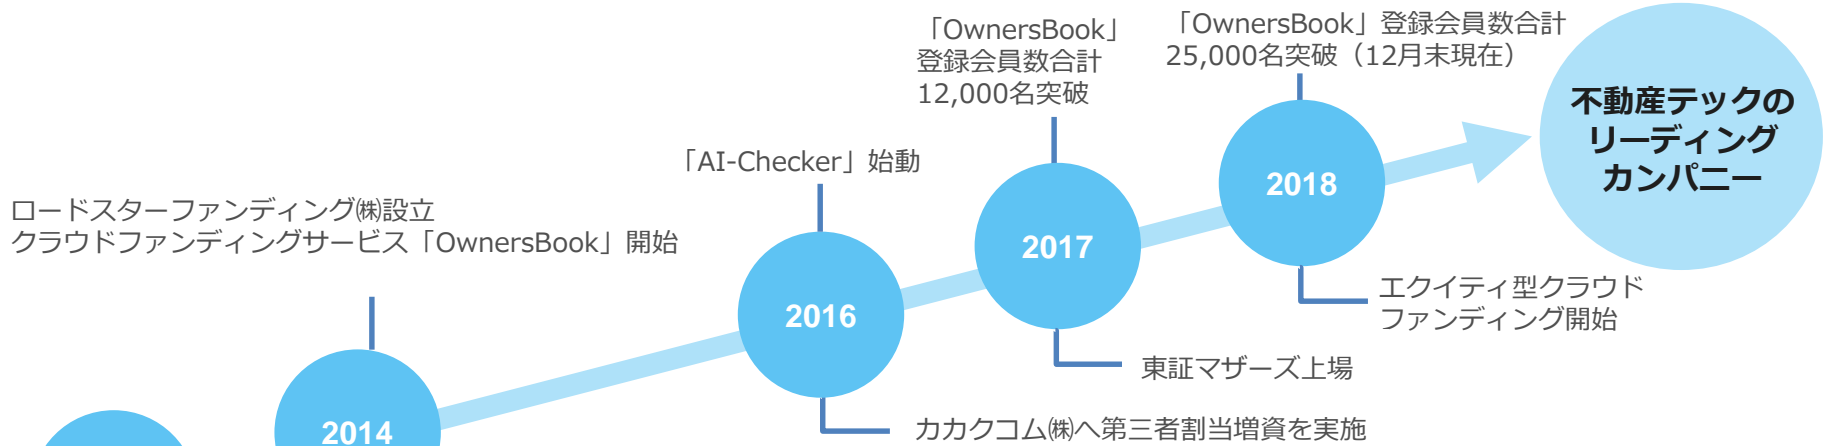 「OwnersBook」
登録会員数合計
12,000名突破
「OwnersBook」登録会員数合計
25,000名突破（12月末現在）
不動産テックの
リーディング
カンパニー
「AI-Checker」始動
2018
ロードスターファンディング㈱設立
クラウドファンディングサービス「OwnersBook」開始
2017
エクイティ型クラウド
ファンディング開始
2016
東証マザーズ上場
2014
カカクコム㈱へ第三者割当増資を実施